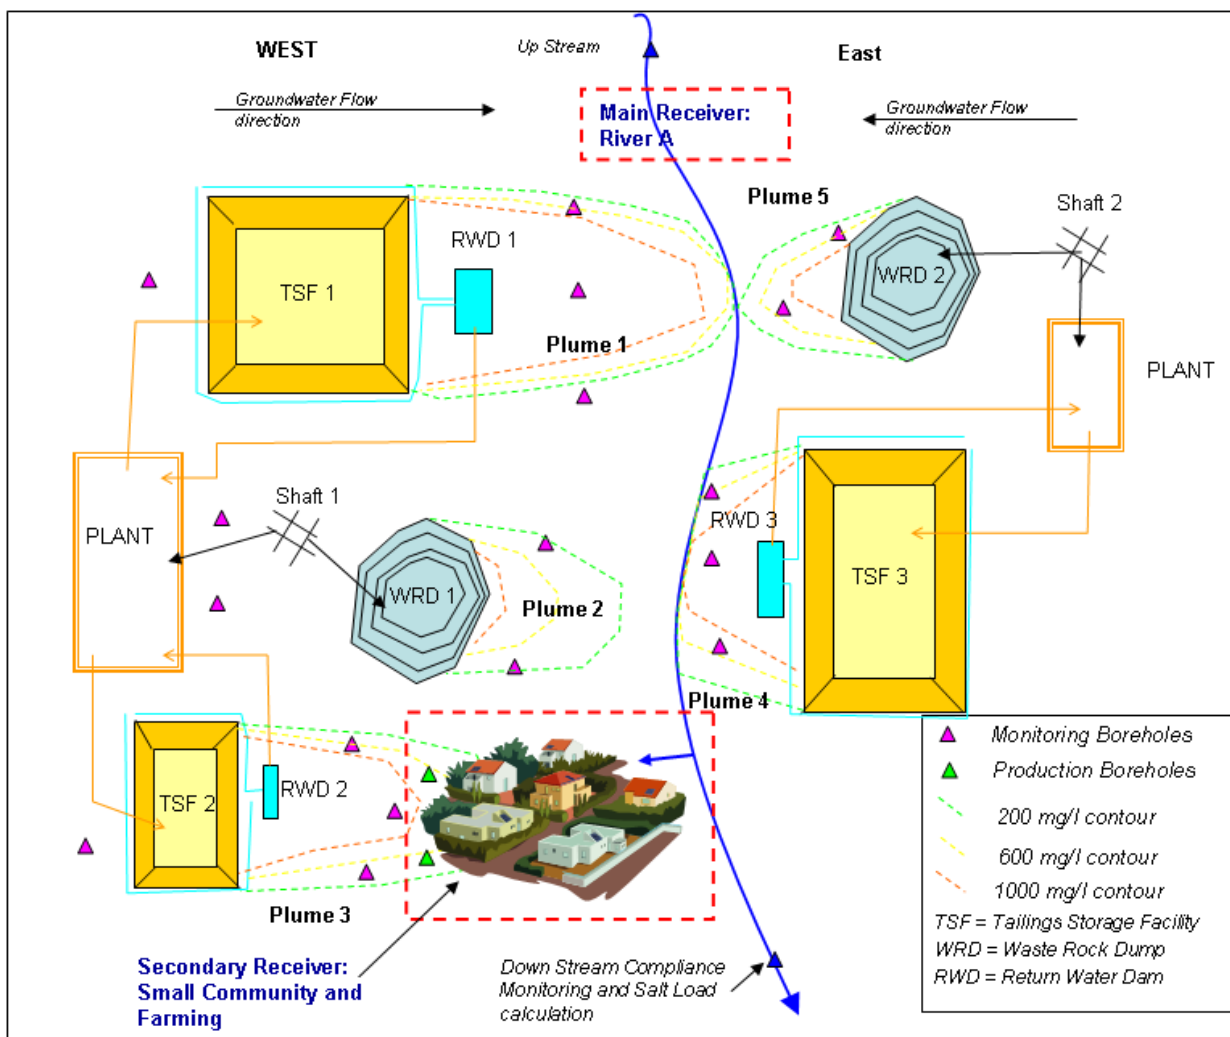 WEST
Up Stream
East
Groundwater Flow
direction
Main Receiver:
River A
Groundwater Flow
direction
Plume 5
Shaft 2
RWD 1
WRD 2
TSF 1
Plume 1
PLANT
Shaft 1
PLANT
RWD 3
TSF 3
WRD 1
Plume 2
Plume 4
TSF 2
RWD 2
Plume 3
Monitoring Boreholes
Production Boreholes
200 mg/l contour
600 mg/l contour
1000 mg/l contour
TSF = Tailings Storage Facility
WRD = Waste Rock Dump
RWD = Return Water Dam
Secondary Receiver:
Small Community and
Farming
Down Stream Compliance
Monitoring and Salt Load
calculation